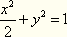 x²/2 + y² = 1